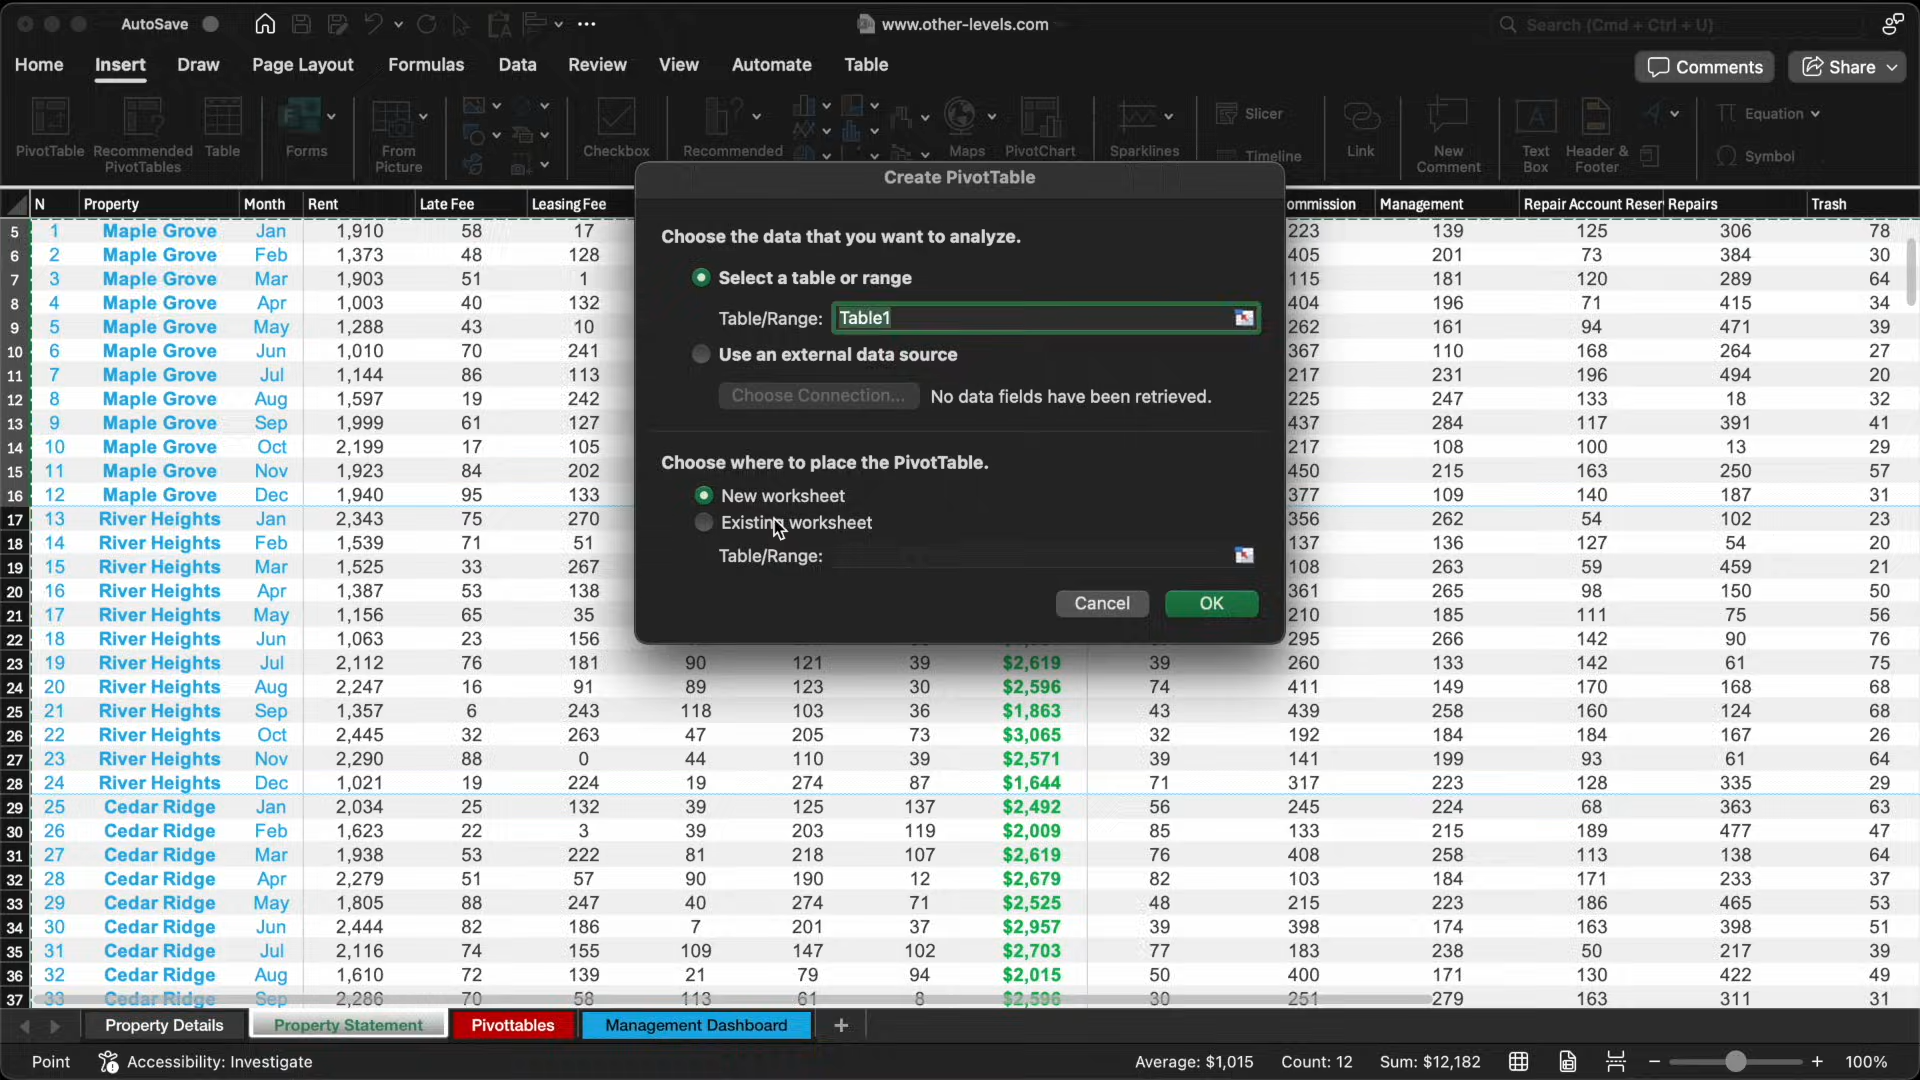 AutoSave
www.other-levels.com
Search (Cmd + Ctrl + U)
Home Insert Draw Page Layout Formulas Data Review View Automate Table
Comments Share
PivotTable Recommended PivotTables Table Forms From Picture Checkbox Recommended Maps PivotChart Sparklines Slicer Timeline Link New Comment Text Box Header & Footer Equation Symbol
N Property Month Rent Late Fee Leasing Fee ommission Management Repair Account Reser Repairs Trash
Create PivotTable
Choose the data that you want to analyze.
Select a table or range
Table/Range: Table1
Use an external data source
Choose Connection... No data fields have been retrieved.
Choose where to place the PivotTable.
New worksheet
Existing worksheet
Table/Range:
Cancel OK
5 1 Maple Grove Jan 1,910 58 17 223 139 125 306 78
6 2 Maple Grove Feb 1,373 48 128 405 201 73 384 30
7 3 Maple Grove Mar 1,903 51 1 115 181 120 289 64
8 4 Maple Grove Apr 1,003 40 132 404 196 71 415 34
9 5 Maple Grove May 1,288 43 10 262 161 94 471 39
10 6 Maple Grove Jun 1,010 70 241 367 110 168 264 27
11 7 Maple Grove Jul 1,144 86 113 217 231 196 494 20
12 8 Maple Grove Aug 1,597 19 242 225 247 133 18 32
13 9 Maple Grove Sep 1,999 61 127 437 284 117 391 41
14 10 Maple Grove Oct 2,199 17 105 217 108 100 13 29
15 11 Maple Grove Nov 1,923 84 202 450 215 163 250 57
16 12 Maple Grove Dec 1,940 95 133 377 109 140 187 31
17 13 River Heights Jan 2,343 75 270 356 262 54 102 23
18 14 River Heights Feb 1,539 71 51 137 136 127 54 20
19 15 River Heights Mar 1,525 33 267 108 263 59 459 21
20 16 River Heights Apr 1,387 53 138 361 265 98 150 50
21 17 River Heights May 1,156 65 35 210 185 111 75 56
22 18 River Heights Jun 1,063 23 156 295 266 142 90 76
23 19 River Heights Jul 2,112 76 181 90 121 39 $2,619 39 260 133 142 61 75
24 20 River Heights Aug 2,247 16 91 89 123 30 $2,596 74 411 149 170 168 68
25 21 River Heights Sep 1,357 6 243 118 103 36 $1,863 43 439 258 160 124 68
26 22 River Heights Oct 2,445 32 263 47 205 73 $3,065 32 192 184 184 167 26
27 23 River Heights Nov 2,290 88 0 44 110 39 $2,571 39 141 199 93 61 64
28 24 River Heights Dec 1,021 19 224 19 274 87 $1,644 71 317 223 128 335 29
29 25 Cedar Ridge Jan 2,034 25 132 39 125 137 $2,492 56 245 224 68 363 63
30 26 Cedar Ridge Feb 1,623 22 3 39 203 119 $2,009 85 133 215 189 477 47
31 27 Cedar Ridge Mar 1,938 53 222 81 218 107 $2,619 76 408 258 113 138 64
32 28 Cedar Ridge Apr 2,279 51 57 90 190 12 $2,679 82 103 184 171 233 37
33 29 Cedar Ridge May 1,805 88 247 40 274 71 $2,525 48 215 223 186 465 53
34 30 Cedar Ridge Jun 2,444 82 186 7 201 37 $2,957 39 398 174 163 398 51
35 31 Cedar Ridge Jul 2,116 74 155 109 147 102 $2,703 77 183 238 50 217 39
36 32 Cedar Ridge Aug 1,610 72 139 21 79 94 $2,015 50 400 171 130 422 49
37 33 Cedar Ridge Sep 2,286 70 58 113 61 8 $2,596 30 251 279 163 311 31
Property Details Property Statement Pivottables Management Dashboard
Point Accessibility: Investigate Average: $1,015 Count: 12 Sum: $12,182 100%